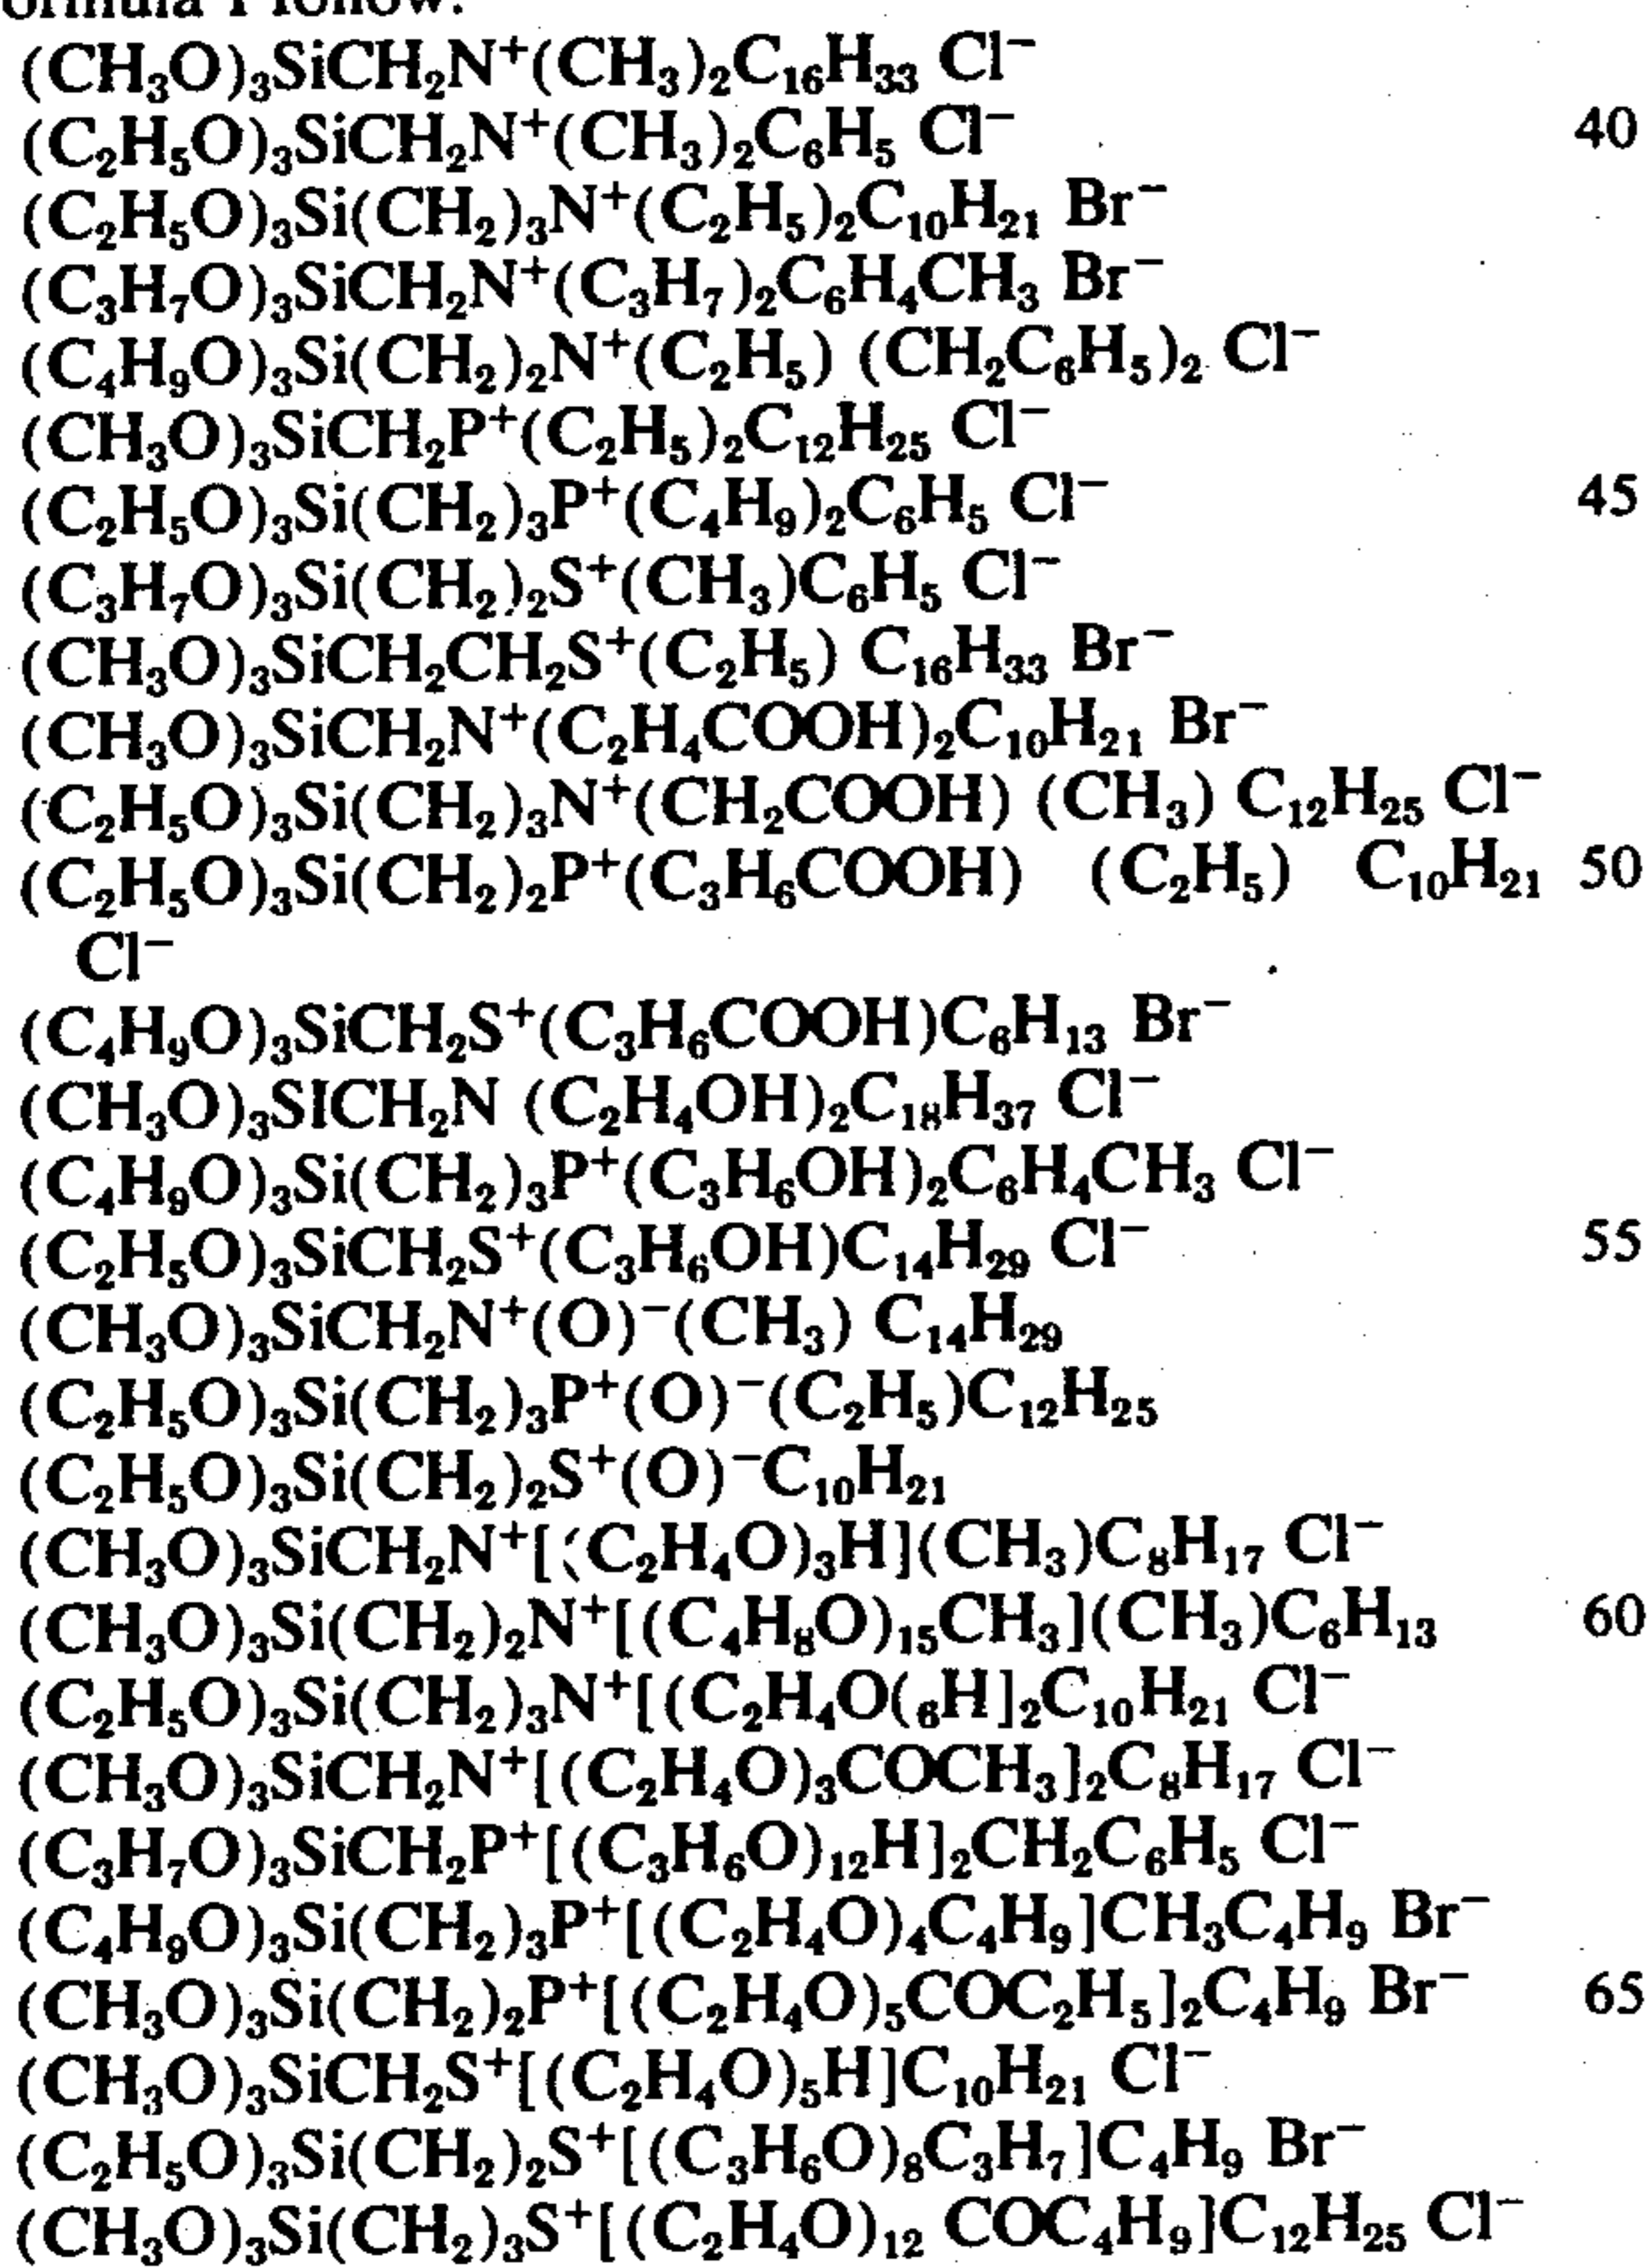 ormula I follow:
(CH₃O)₃SiCH₂N⁺(CH₃)₂C₁₆H₃₃ Cl⁻
(C₂H₅O)₃SiCH₂N⁺(CH₃)₂C₆H₅ Cl⁻ 40
(C₂H₅O)₃Si(CH₂)₃N⁺(C₂H₅)₂C₁₀H₂₁ Br⁻
(C₃H₇O)₃SiCH₂N⁺(C₃H₇)₂C₆H₄CH₃ Br⁻
(C₄H₉O)₃Si(CH₂)₂N⁺(C₂H₅) (CH₂C₆H₅)₂ Cl⁻
(CH₃O)₃SiCH₂P⁺(C₂H₅)₂C₁₂H₂₅ Cl⁻
(C₂H₅O)₃Si(CH₂)₃P⁺(C₄H₉)₂C₆H₅ Cl⁻ 45
(C₃H₇O)₃Si(CH₂)₂S⁺(CH₃)C₆H₅ Cl⁻
(CH₃O)₃SiCH₂CH₂S⁺(C₂H₅) C₁₆H₃₃ Br⁻
(CH₃O)₃SiCH₂N⁺(C₂H₄COOH)₂C₁₀H₂₁ Br⁻
(C₂H₅O)₃Si(CH₂)₃N⁺(CH₂COOH) (CH₃) C₁₂H₂₅ Cl⁻
(C₂H₅O)₃Si(CH₂)₂P⁺(C₃H₆COOH) (C₂H₅) C₁₀H₂₁ 50
Cl⁻
(C₄H₉O)₃SiCH₂S⁺(C₃H₆COOH)C₆H₁₃ Br⁻
(CH₃O)₃SICH₂N (C₂H₄OH)₂C₁₈H₃₇ Cl⁻
(C₄H₉O)₃Si(CH₂)₃P⁺(C₃H₆OH)₂C₆H₄CH₃ Cl⁻
(C₂H₅O)₃SiCH₂S⁺(C₃H₆OH)C₁₄H₂₉ Cl⁻ 55
(CH₃O)₃SiCH₂N⁺(O)⁻(CH₃) C₁₄H₂₉
(C₂H₅O)₃Si(CH₂)₃P⁺(O)⁻(C₂H₅)C₁₂H₂₅
(C₂H₅O)₃Si(CH₂)₂S⁺(O)⁻C₁₀H₂₁
(CH₃O)₃SiCH₂N⁺[(C₂H₄O)₃H](CH₃)C₈H₁₇ Cl⁻
(CH₃O)₃Si(CH₂)₂N⁺[(C₄H₈O)₁₅CH₃](CH₃)C₆H₁₃ 60
(C₂H₅O)₃Si(CH₂)₃N⁺[(C₂H₄O(₆H]₂C₁₀H₂₁ Cl⁻
(CH₃O)₃SiCH₂N⁺[(C₂H₄O)₃COCH₃]₂C₈H₁₇ Cl⁻
(C₃H₇O)₃SiCH₂P⁺[(C₃H₆O)₁₂H]₂CH₂C₆H₅ Cl⁻
(C₄H₉O)₃Si(CH₂)₃P⁺[(C₂H₄O)₄C₄H₉]CH₃C₄H₉ Br⁻
(CH₃O)₃Si(CH₂)₂P⁺[(C₂H₄O)₅COC₂H₅]₂C₄H₉ Br⁻ 65
(CH₃O)₃SiCH₂S⁺[(C₂H₄O)₅H]C₁₀H₂₁ Cl⁻
(C₂H₅O)₃Si(CH₂)₂S⁺[(C₃H₆O)₈C₃H₇]C₄H₉ Br⁻
(CH₃O)₃Si(CH₂)₃S⁺[(C₂H₄O)₁₂ COC₄H₉]C₁₂H₂₅ Cl⁻